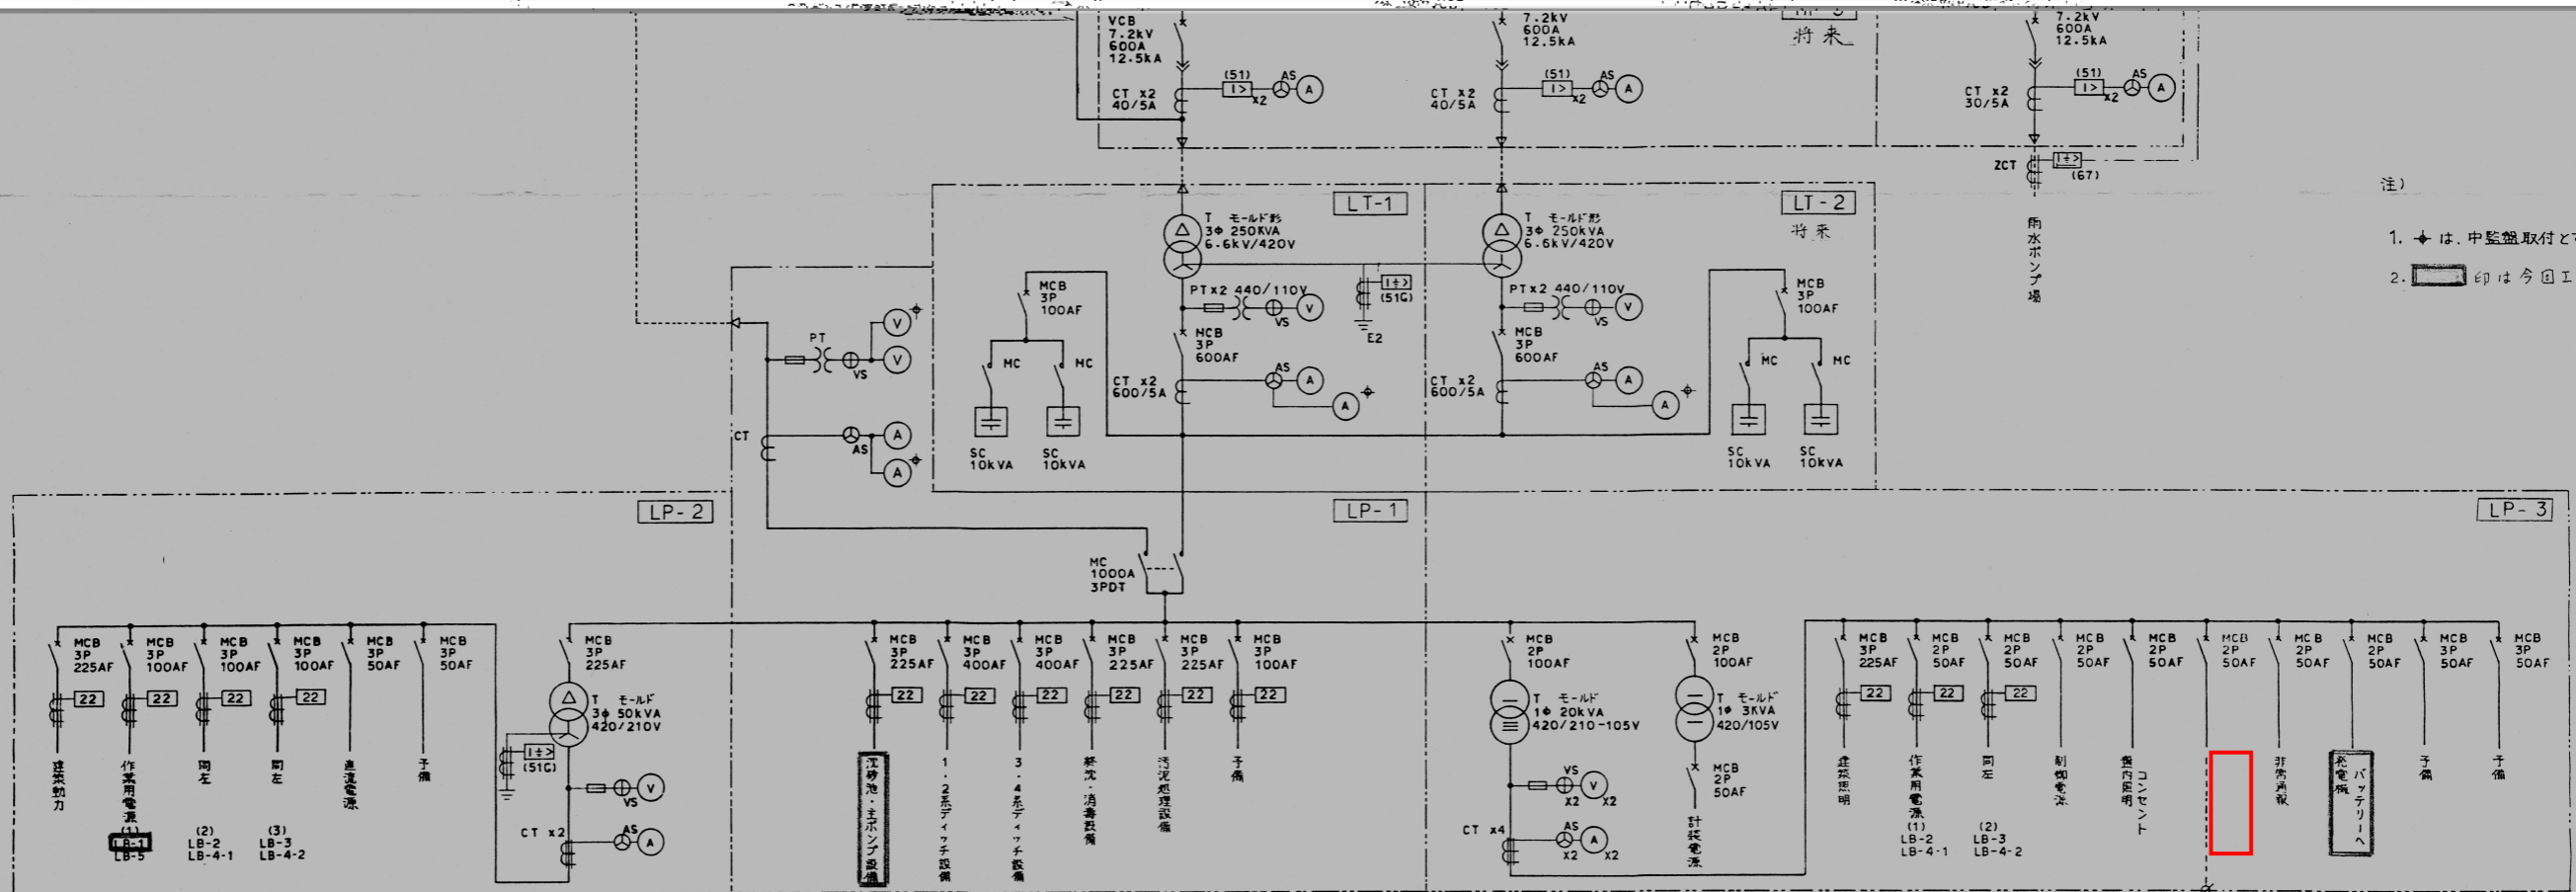 VCB
7.2kV
600A
12.5kA
CT x2
40/5A
(51)
I>
x2
AS
A
7.2kV
600A
12.5kA
CT x2
40/5A
(51)
I>
x2
AS
A
将来
7.2kV
600A
12.5kA
CT x2
30/5A
(51)
I>
x2
AS
A
ZCT
(67)
雨水ポンプ場
注)
1. は、中監盤取付と
2. 印は今回工
LT-1
T モールド形
3φ 250KVA
6.6kV/420V
MCB
3P
100AF
PTx2 440/110V
VS
V
MCB
3P
600AF
CT x2
600/5A
AS
A
A
MC
MC
SC
10kVA
SC
10kVA
(51G)
E2
LT-2
将来
T モールド形
3φ 250KVA
6.6kV/420V
PTx2 440/110V
VS
V
MCB
3P
600AF
CT x2
600/5A
AS
A
A
MCB
3P
100AF
MC
MC
SC
10kVA
SC
10kVA
PT
VS
V
V
CT
AS
A
A
LP-2
MCB
3P
225AF
22
建築動力
MCB
3P
100AF
22
作業用電源
(1)
LB-1
LB-5
MCB
3P
100AF
22
同左
(2)
LB-2
LB-4-1
MCB
3P
100AF
22
同左
(3)
LB-3
LB-4-2
MCB
3P
50AF
直流電源
MCB
3P
50AF
予備
MCB
3P
225AF
T モールド
3φ 50kVA
420/210V
(51G)
VS
V
CT x2
AS
A
LP-1
MC
1000A
3PDT
MCB
3P
225AF
22
沈砂池・主ポンプ設備
MCB
3P
400AF
22
1・2系ディッチ設備
MCB
3P
400AF
22
3・4系ディッチ設備
MCB
3P
225AF
22
終沈・消毒設備
MCB
3P
225AF
22
汚泥処理設備
MCB
3P
100AF
22
予備
LP-3
MCB
2P
100AF
T モールド
1φ 20kVA
420/210-105V
VS
x2
V
x2
CT x4
AS
x2
A
x2
MCB
2P
100AF
T モールド
1φ 3KVA
420/105V
MCB
2P
50AF
計装電源
MCB
3P
225AF
22
建築照明
MCB
2P
50AF
22
作業用電源
(1)
LB-2
LB-4-1
MCB
2P
50AF
22
同左
(2)
LB-3
LB-4-2
MCB
2P
50AF
制御電源
MCB
2P
50AF
盤内照明
コンセント
MCB
2P
50AF
MCB
2P
50AF
非常通報
MCB
2P
50AF
発電機
バッテリーへ
MCB
3P
50AF
予備
MCB
3P
50AF
予備